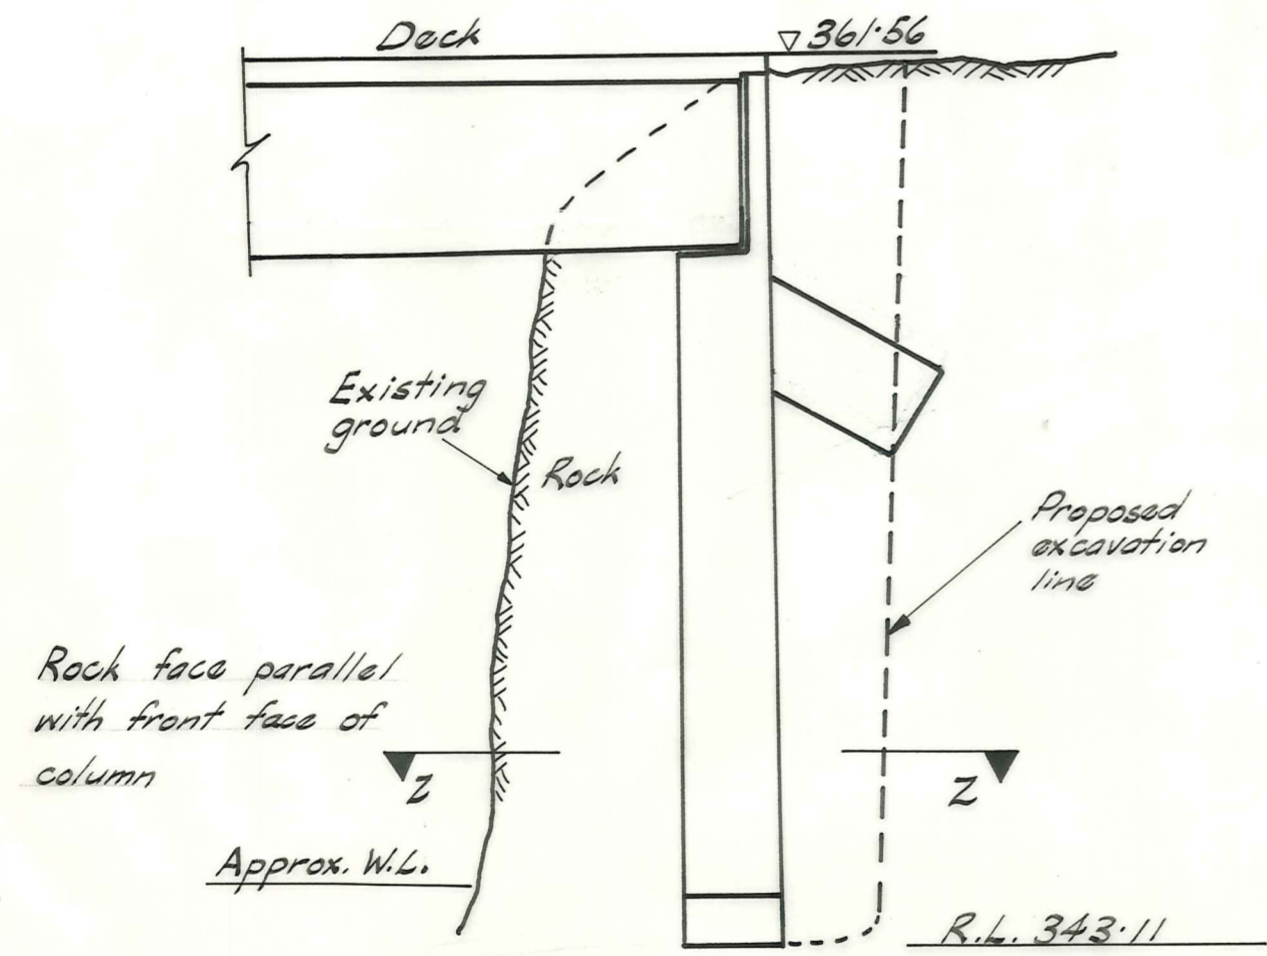 Deck
361.56
Existing
ground
Rock
Proposed
excavation
line
Rock face parallel
with front face of
column
Z
Z
Approx. W.L.
R.L. 343.11